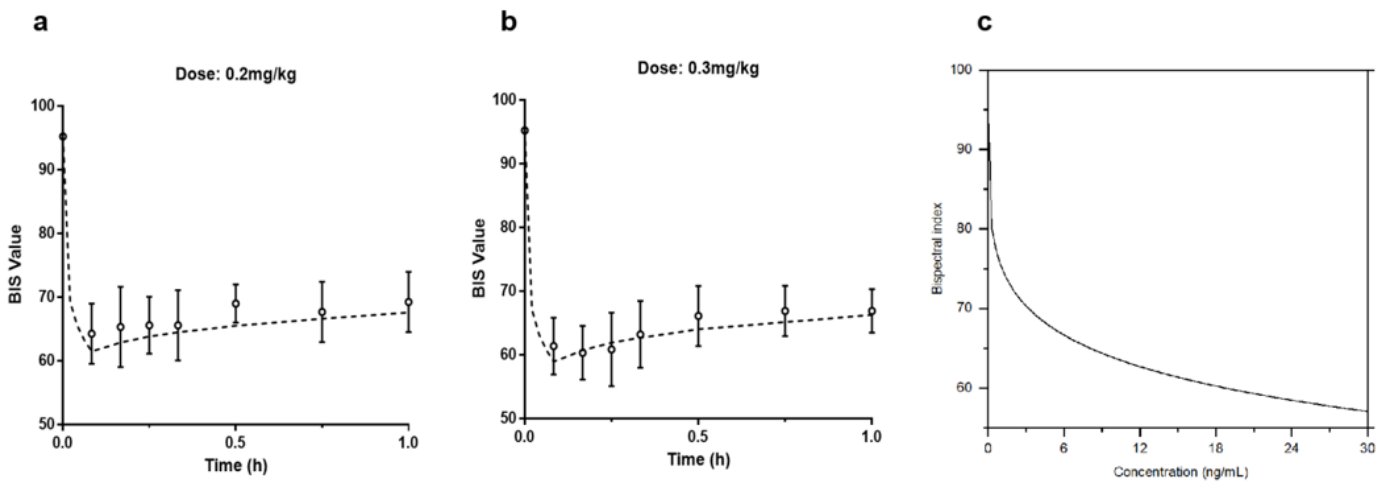 a
Dose: 0.2mg/kg
100
90
80
70
60
50
BIS Value
0.0
0.5
1.0
Time (h)
b
Dose: 0.3mg/kg
100
90
80
70
60
50
BIS Value
0.0
0.5
1.0
Time (h)
c
100
90
80
70
60
Bispectral index
0
6
12
18
24
30
Concentration (ng/mL)